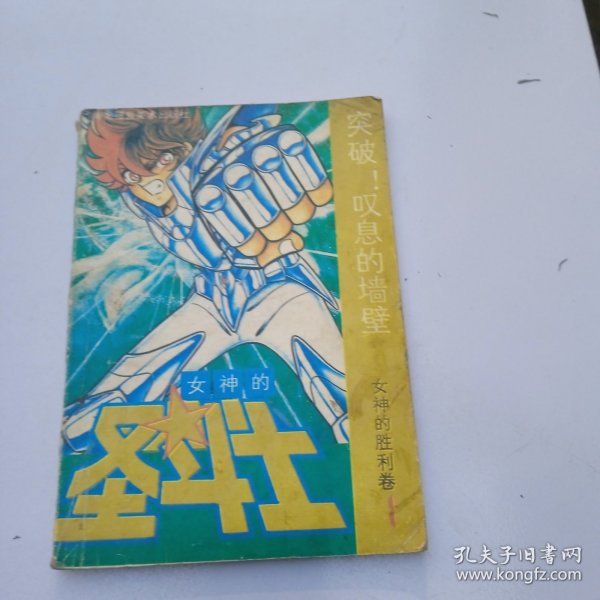 突破！叹息的墙壁
女神的胜利卷
1
女神的
圣斗士
孔夫子旧书网
www.kongfz.com